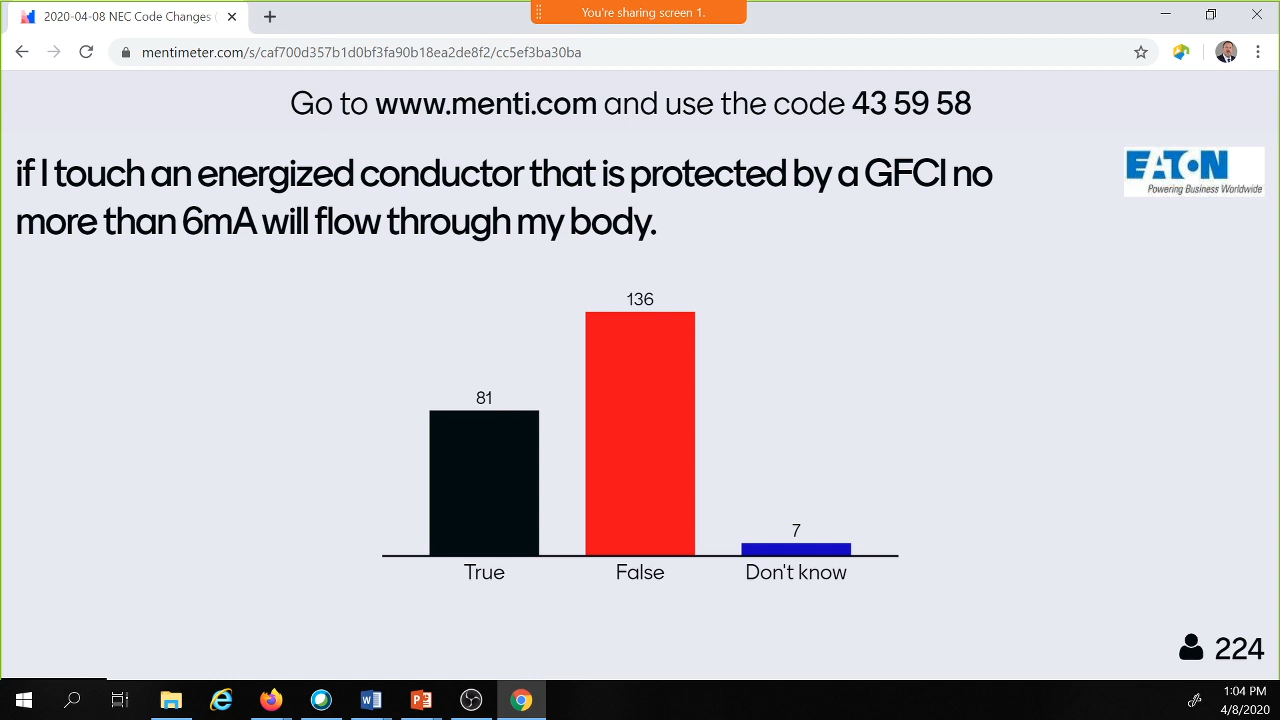 You're sharing screen 1.
2020-04-08 NEC Code Changes (
mentimeter.com/s/caf700d357b1d0bf3fa90b18ea2de8f2/cc5ef3ba30ba
Go to www.menti.com and use the code 43 59 58
if I touch an energized conductor that is protected by a GFCI no
more than 6mA will flow through my body.
EATON
Powering Business Worldwide
136
81
7
True
False
Don't know
224
1:04 PM
4/8/2020